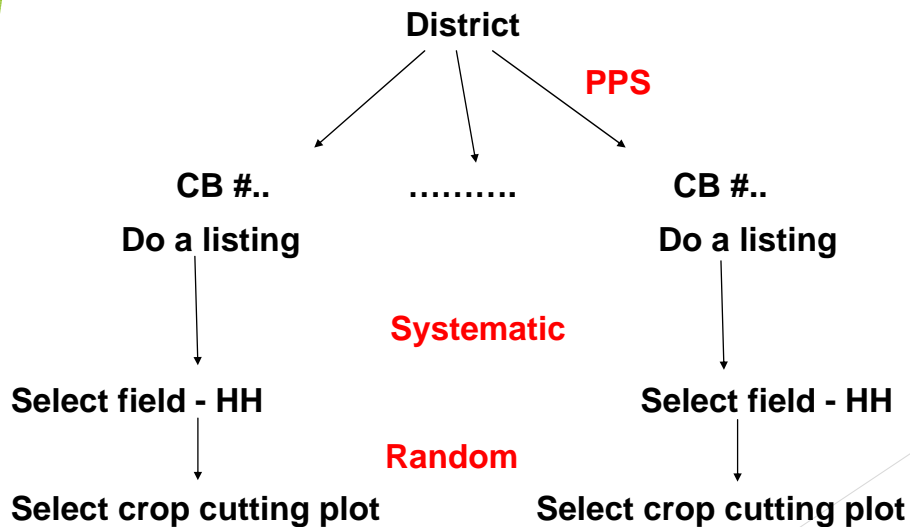 District
PPS
CB #.. ………. CB #..
Do a listing Do a listing
Systematic
Select field - HH Select field - HH
Random
Select crop cutting plot Select crop cutting plot